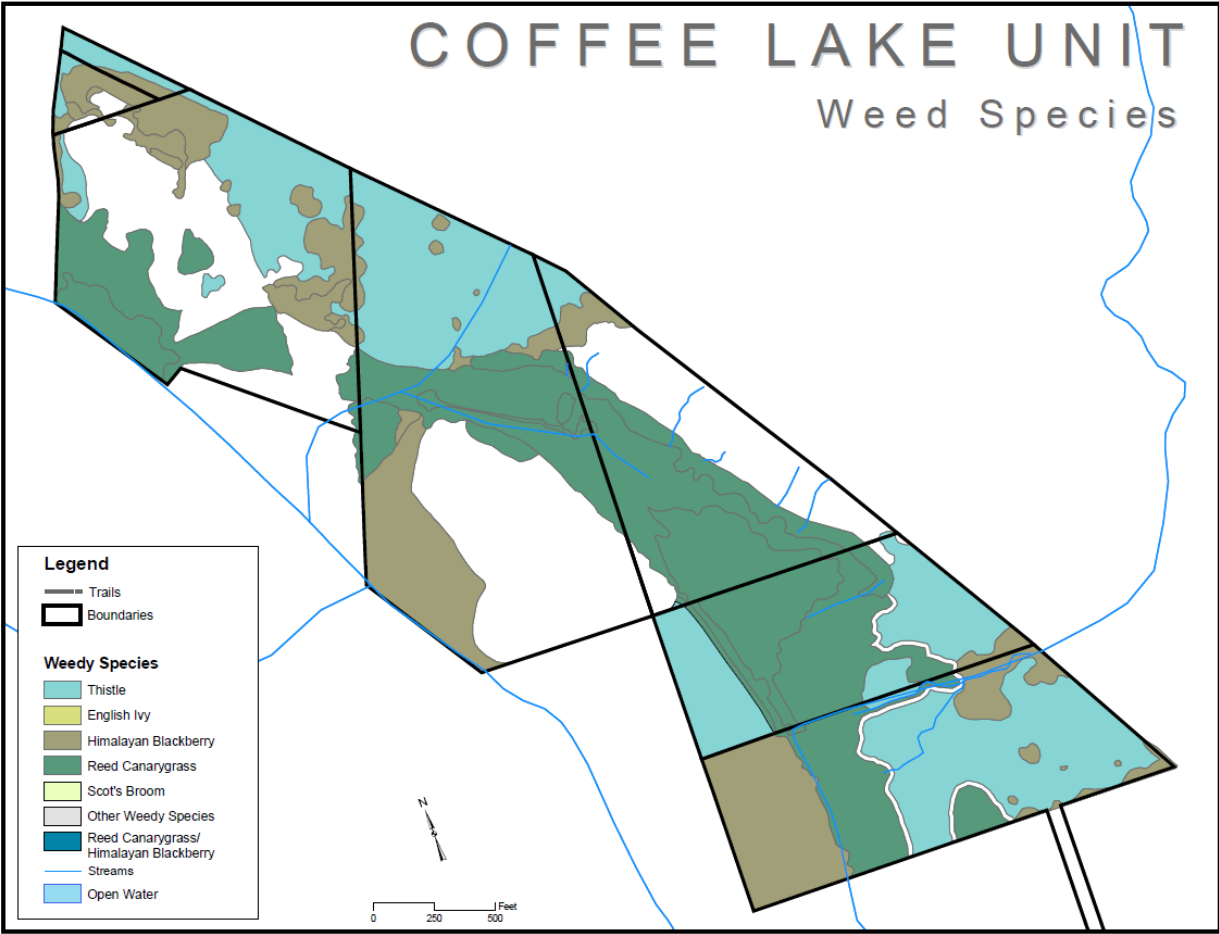 COFFEE LAKE UNIT
Weed Species
Legend
Trails
Boundaries
Weedy Species
Thistle
English Ivy
Himalayan Blackberry
Reed Canarygrass
Scot's Broom
Other Weedy Species
Reed Canarygrass/
Himalayan Blackberry
Streams
Open Water
N
Feet
0 250 500